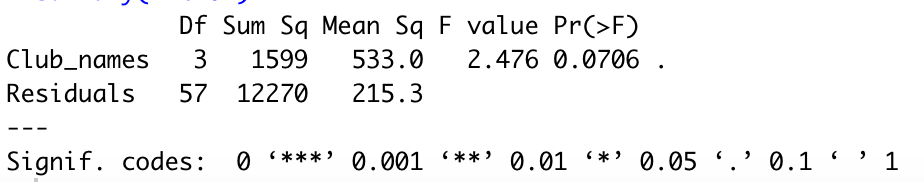 Df Sum Sq Mean Sq F value Pr(>F)
Club_names 3 1599 533.0 2.476 0.0706 .
Residuals 57 12270 215.3
---
Signif. codes: 0 ‘***’ 0.001 ‘**’ 0.01 ‘*’ 0.05 ‘.’ 0.1 ‘ ’ 1